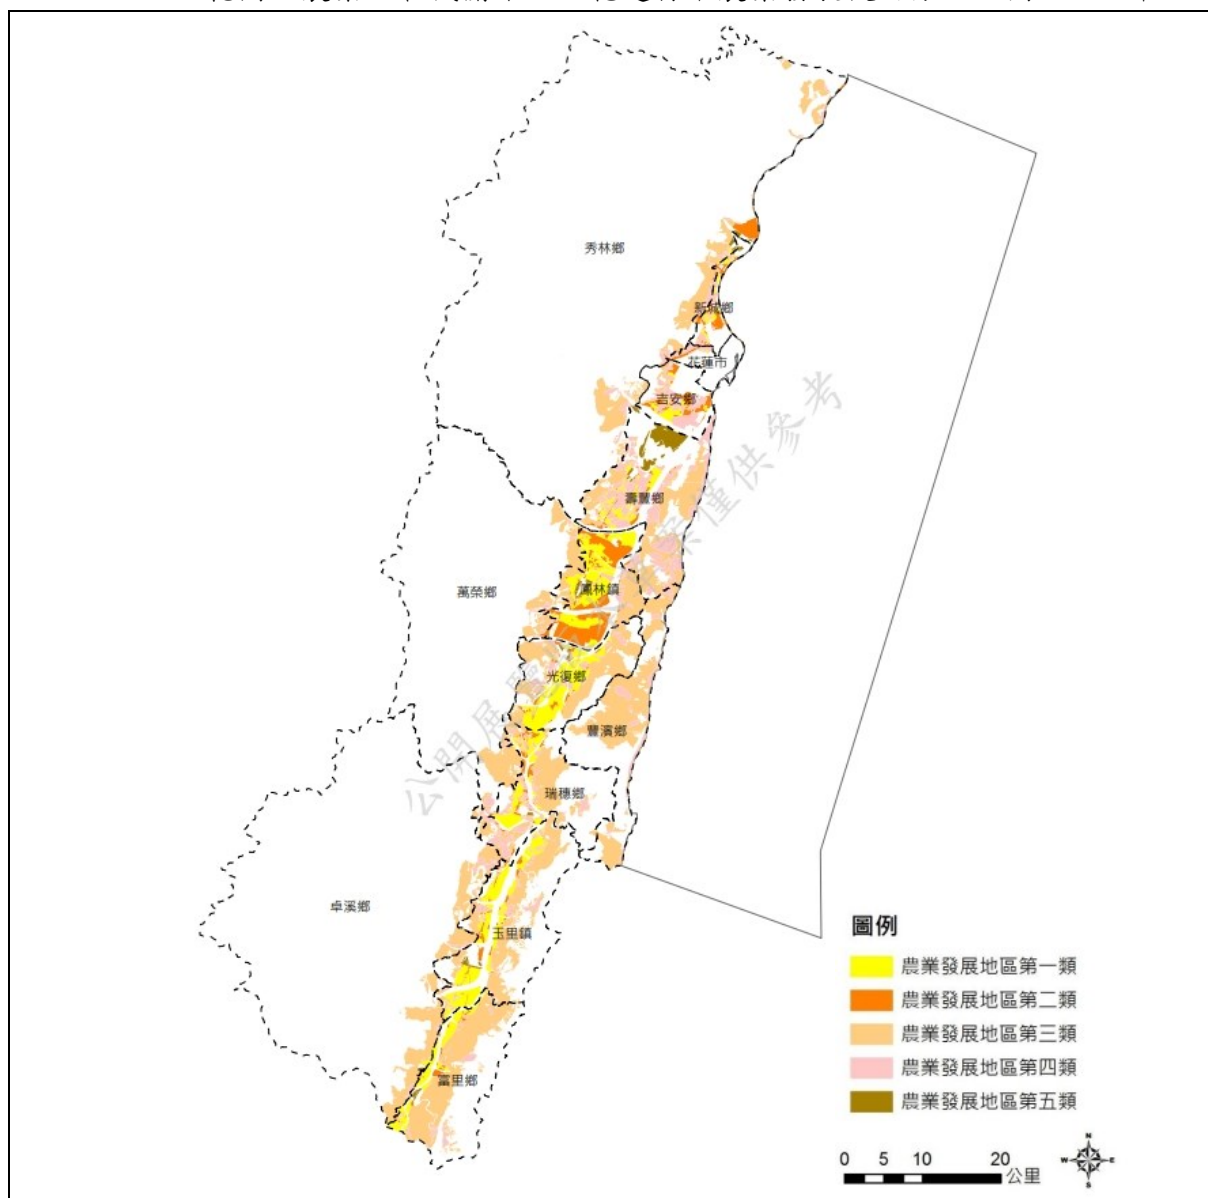 秀林鄉
新城鄉
花蓮市
吉安鄉
壽豐鄉
萬榮鄉
鳳林鎮
光復鄉
豐濱鄉
瑞穗鄉
卓溪鄉
玉里鎮
富里鄉
圖例
農業發展地區第一類
農業發展地區第二類
農業發展地區第三類
農業發展地區第四類
農業發展地區第五類
0 5 10 20
公里
N
W E
S